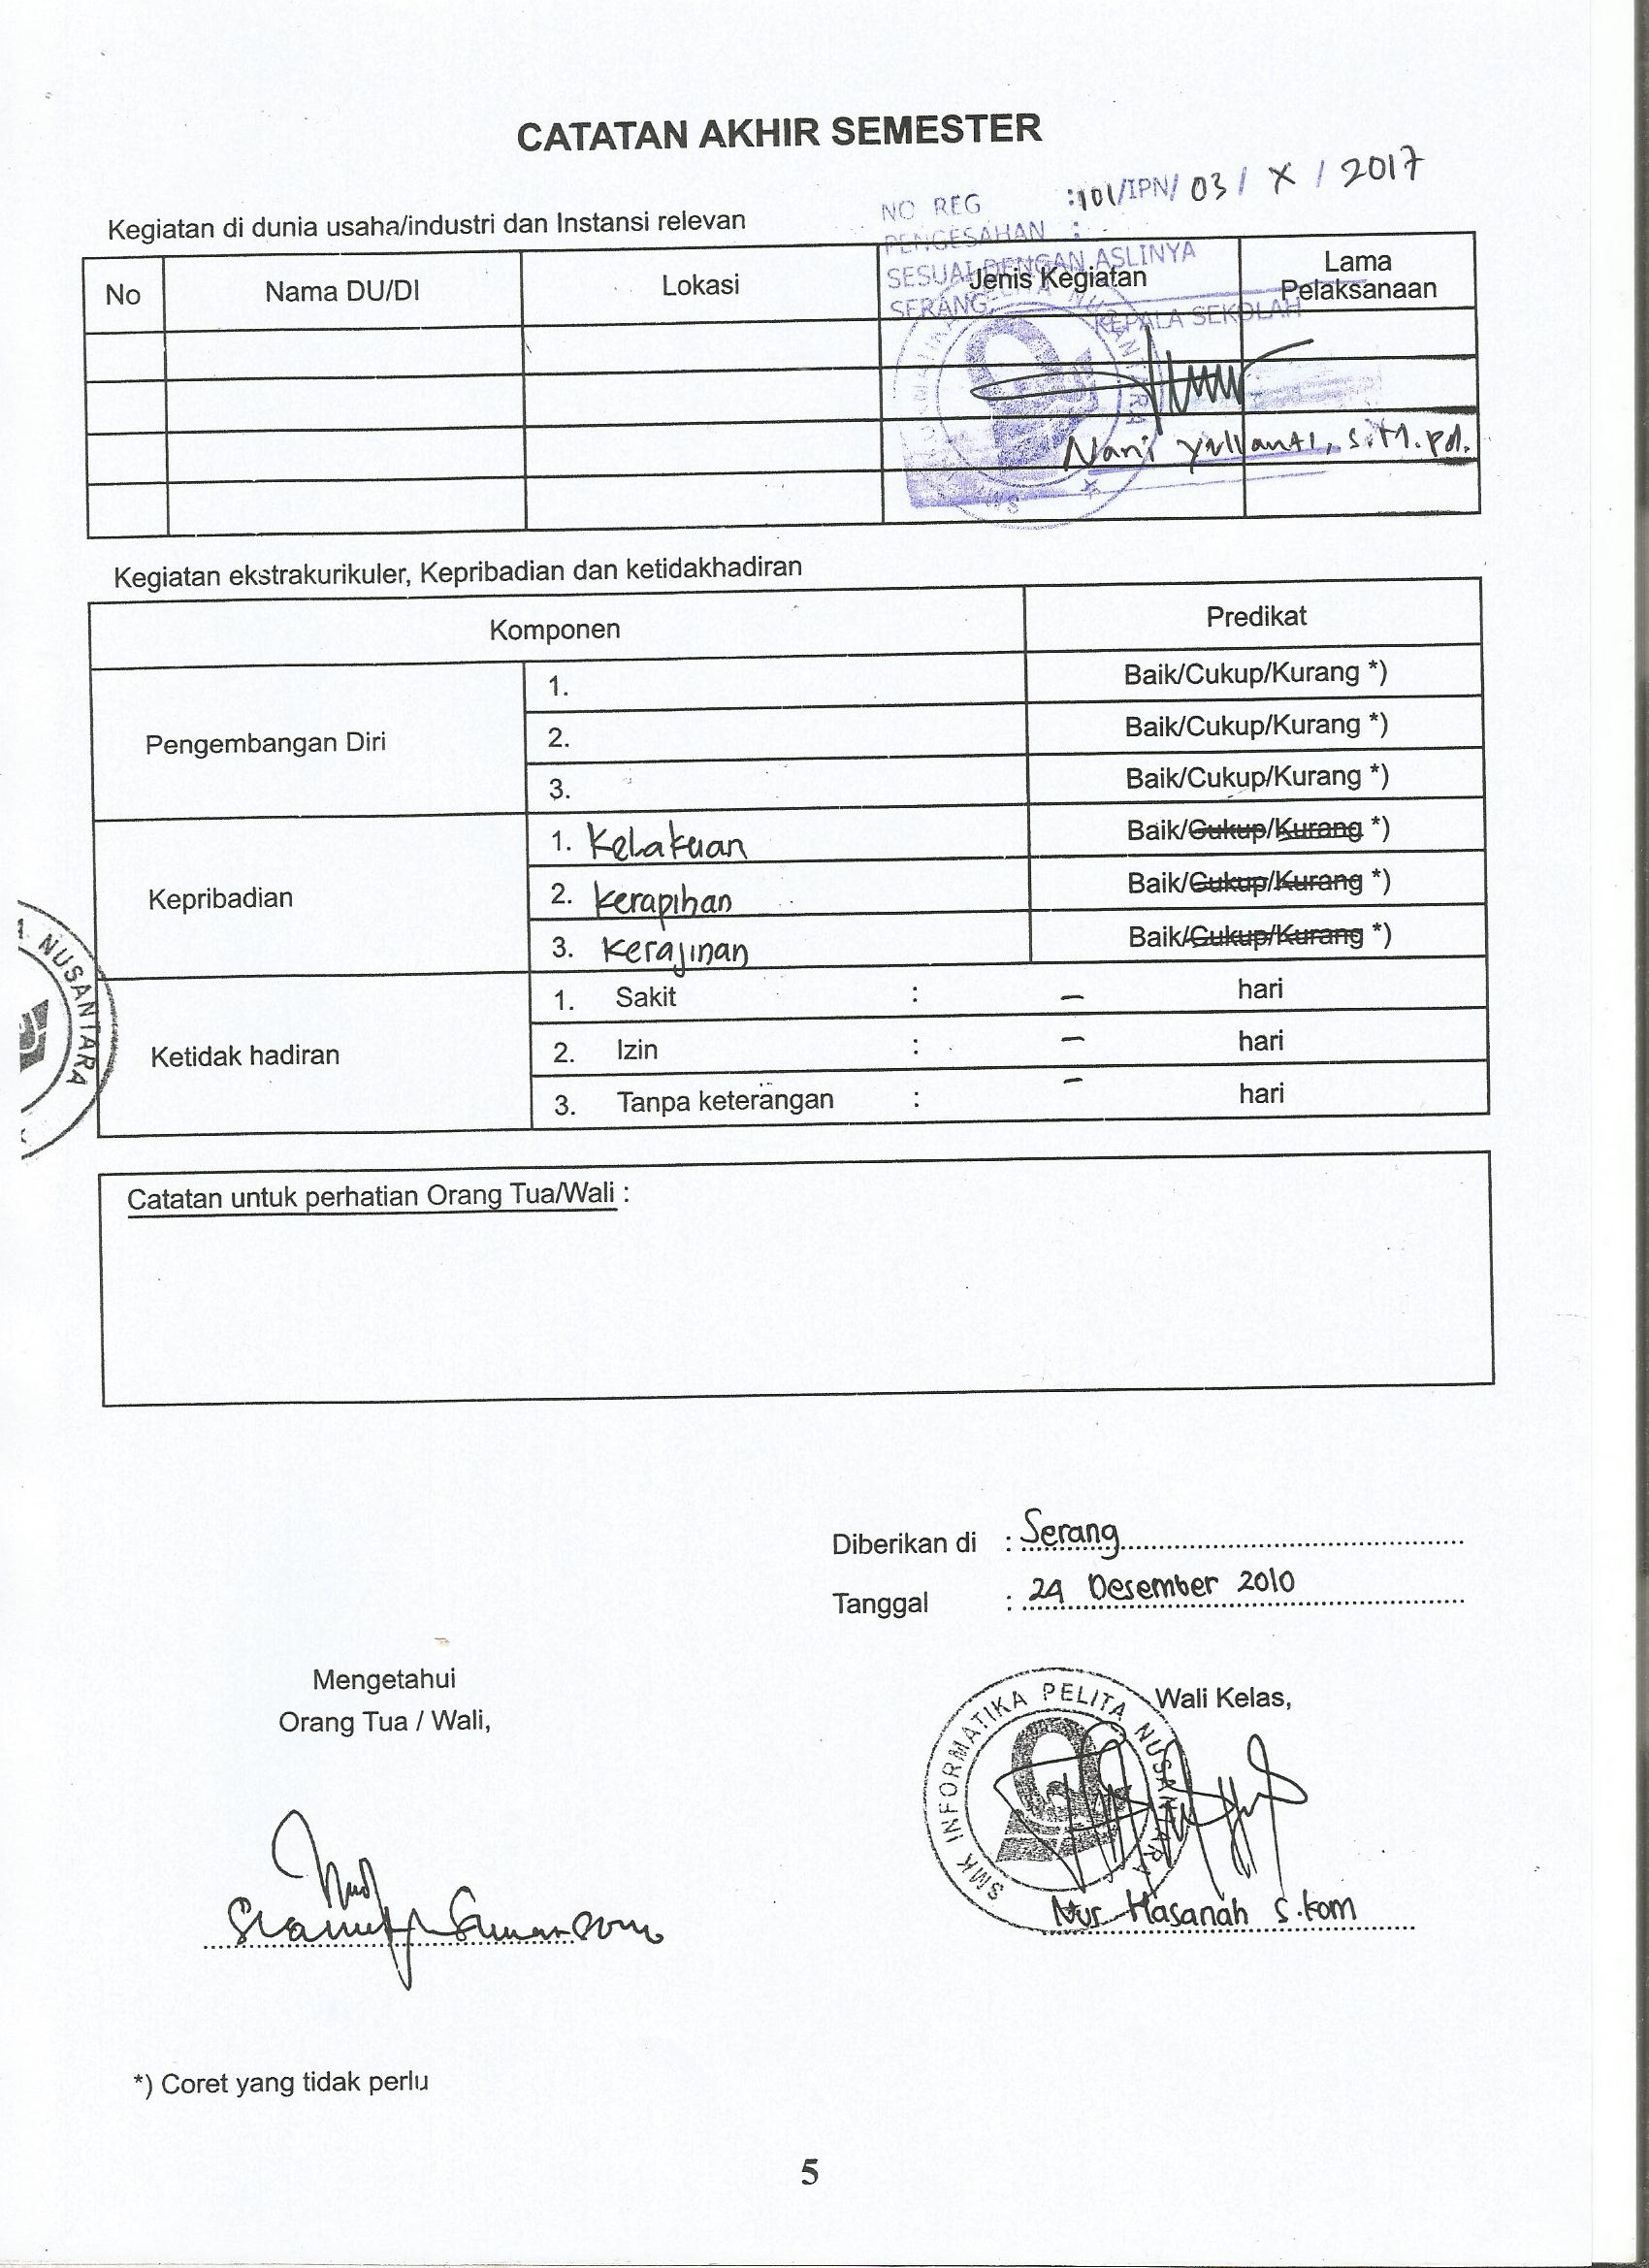 CATATAN AKHIR SEMESTER
NO REG :101/IPN/ 03 / X / 2017
Kegiatan di dunia usaha/industri dan Instansi relevan
PENGESAHAN :
SESUAI DENGAN ASLINYA
SERANG,
KEPALA SEKOLAH
No Nama DU/DI Lokasi Jenis Kegiatan Lama Pelaksanaan
Nani Yulianti, S.M.Pd.
Kegiatan ekstrakurikuler, Kepribadian dan ketidakhadiran
Komponen Predikat
Pengembangan Diri
1. Baik/Cukup/Kurang *)
2. Baik/Cukup/Kurang *)
3. Baik/Cukup/Kurang *)
Kepribadian
1. Kelakuan Baik/Cukup/Kurang *)
2. Kerapihan Baik/Cukup/Kurang *)
3. Kerajinan Baik/Cukup/Kurang *)
Ketidak hadiran
1. Sakit : – hari
2. Izin : – hari
3. Tanpa keterangan : – hari
NUSANTARA
Catatan untuk perhatian Orang Tua/Wali :
Diberikan di : Serang
Tanggal : 24 Desember 2010
Mengetahui
Orang Tua / Wali,
Wali Kelas,
SMK INFORMATIKA PELITA NUSANTARA
Nur Hasanah S.kom
*) Coret yang tidak perlu
5